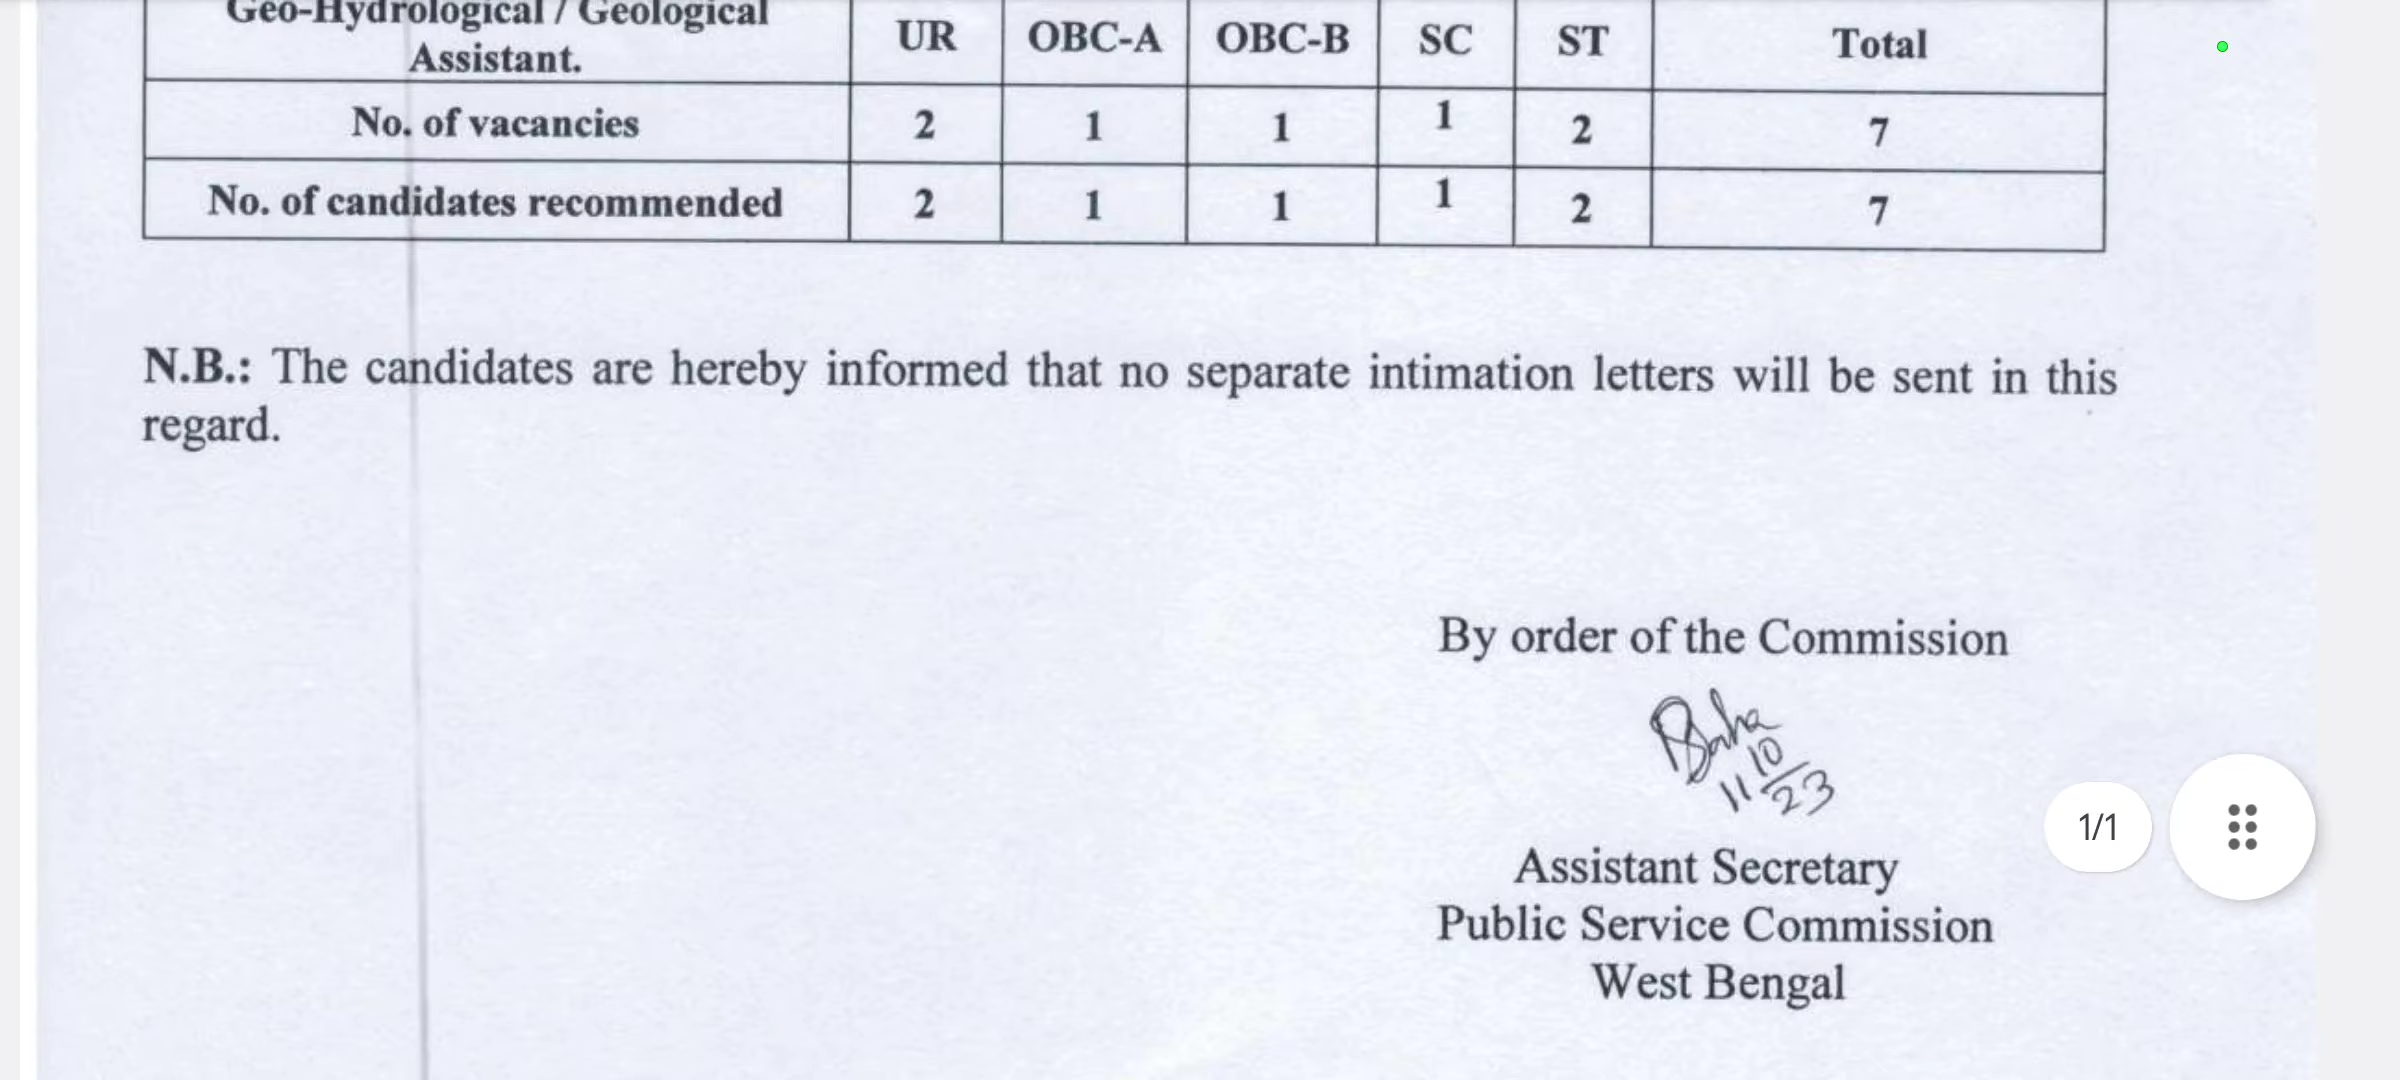 Geo-Hydrological / Geological Assistant. UR OBC-A OBC-B SC ST Total
No. of vacancies 2 1 1 1 2 7
No. of candidates recommended 2 1 1 1 2 7
N.B.: The candidates are hereby informed that no separate intimation letters will be sent in this
regard.
By order of the Commission
11/10/23
Assistant Secretary
Public Service Commission
West Bengal
1/1